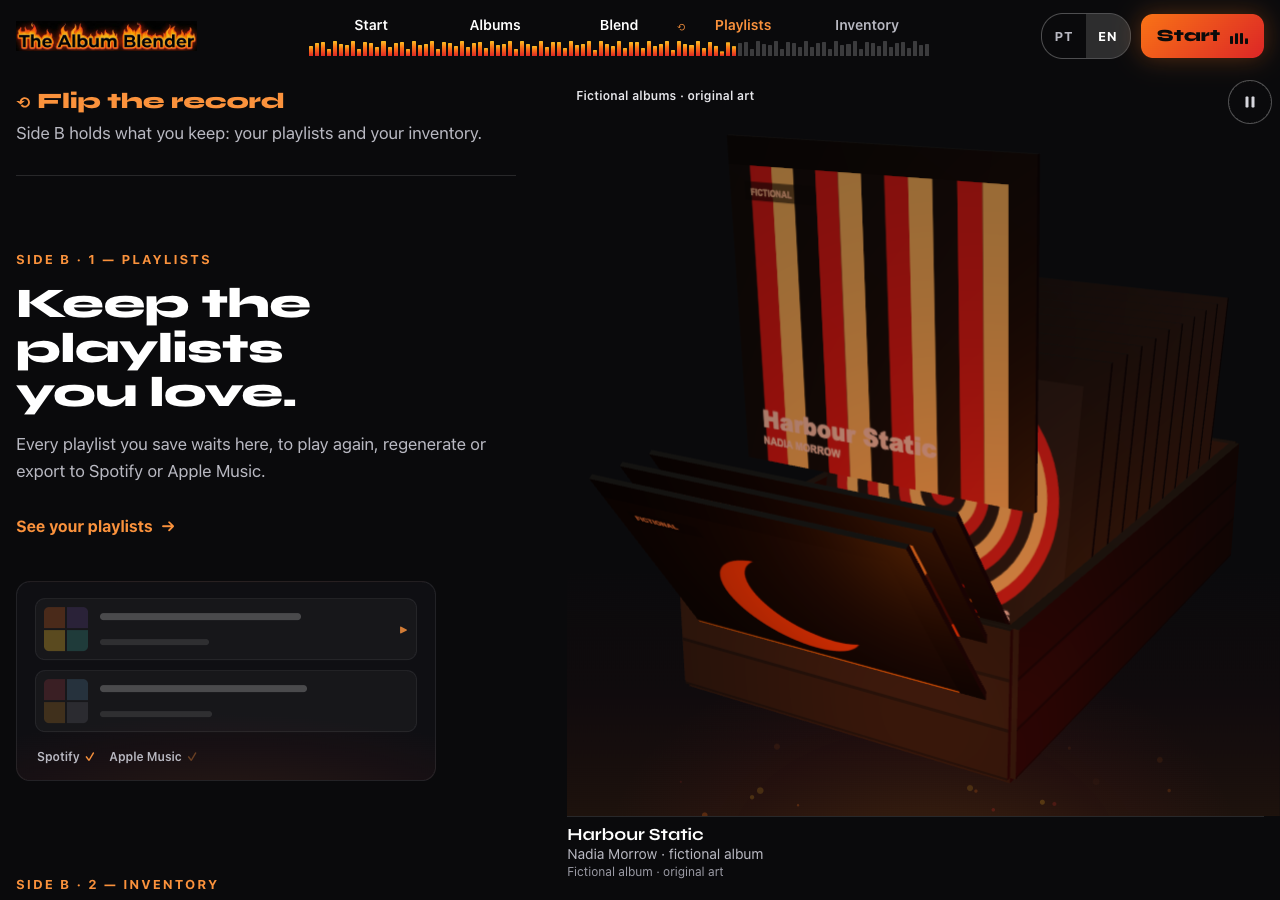 The Album Blender
Start
Albums
Blend
Playlists
Inventory
PT
EN
Start
Flip the record
Side B holds what you keep: your playlists and your inventory.
SIDE B · 1 — PLAYLISTS
Keep the
playlists
you love.
Every playlist you save waits here, to play again, regenerate or
export to Spotify or Apple Music.
See your playlists →
Spotify ✓ Apple Music ✓
SIDE B · 2 — INVENTORY
Fictional albums · original art
FICTIONAL
Harbour Static
NADIA MORROW
FICTIONAL
Harbour Static
Nadia Morrow · fictional album
Fictional album · original art